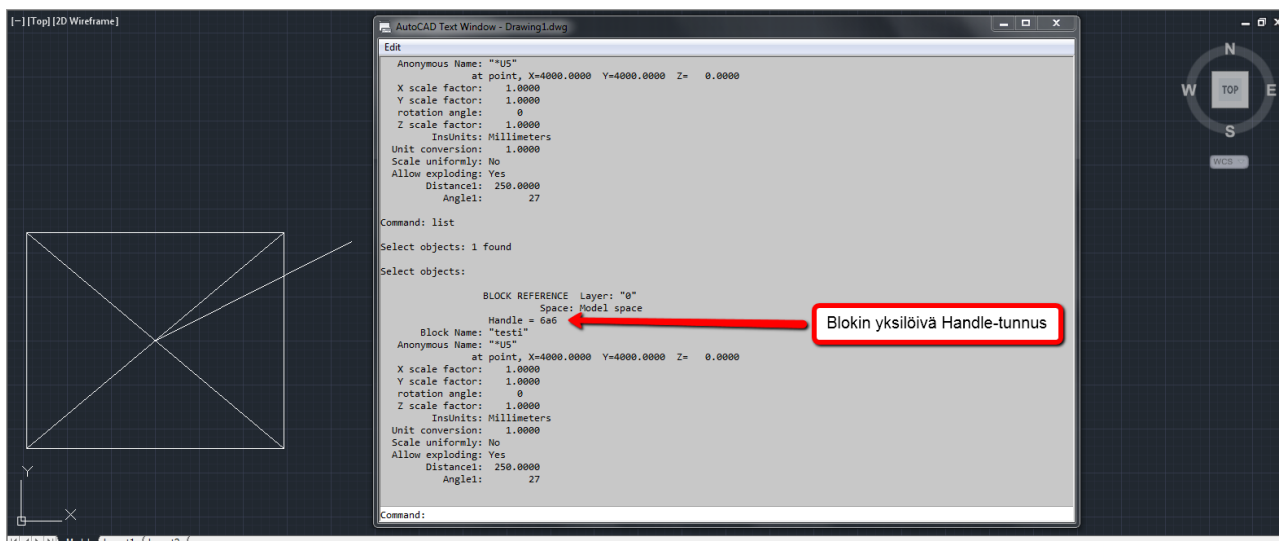 [−] [Top] [2D Wireframe]
AutoCAD Text Window - Drawing1.dwg
Edit
Anonymous Name: "*U5"
at point, X=4000.0000 Y=4000.0000 Z= 0.0000
X scale factor: 1.0000
Y scale factor: 1.0000
rotation angle: 0
Z scale factor: 1.0000
InsUnits: Millimeters
Unit conversion: 1.0000
Scale uniformly: No
Allow exploding: Yes
Distance1: 250.0000
Angle1: 27
Command: list
Select objects: 1 found
Select objects:
BLOCK REFERENCE Layer: "0"
Space: Model space
Handle = 6a6
Block Name: "testi"
Anonymous Name: "*U5"
at point, X=4000.0000 Y=4000.0000 Z= 0.0000
X scale factor: 1.0000
Y scale factor: 1.0000
rotation angle: 0
Z scale factor: 1.0000
InsUnits: Millimeters
Unit conversion: 1.0000
Scale uniformly: No
Allow exploding: Yes
Distance1: 250.0000
Angle1: 27
Command:
Blokin yksilöivä Handle-tunnus
N
W TOP E
S
WCS
Y
X